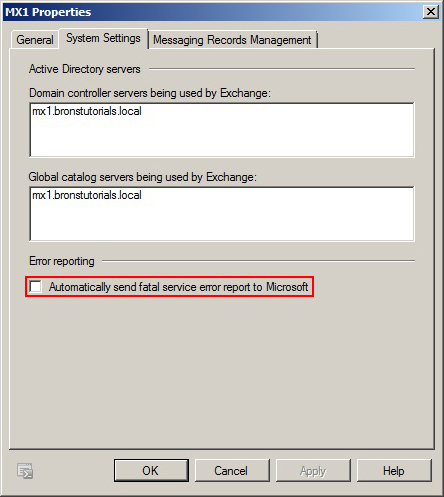 MX1 Properties
General
System Settings
Messaging Records Management
Active Directory servers
Domain controller servers being used by Exchange:
mx1.bronstutorials.local
Global catalog servers being used by Exchange:
mx1.bronstutorials.local
Error reporting
Automatically send fatal service error report to Microsoft
OK
Cancel
Apply
Help